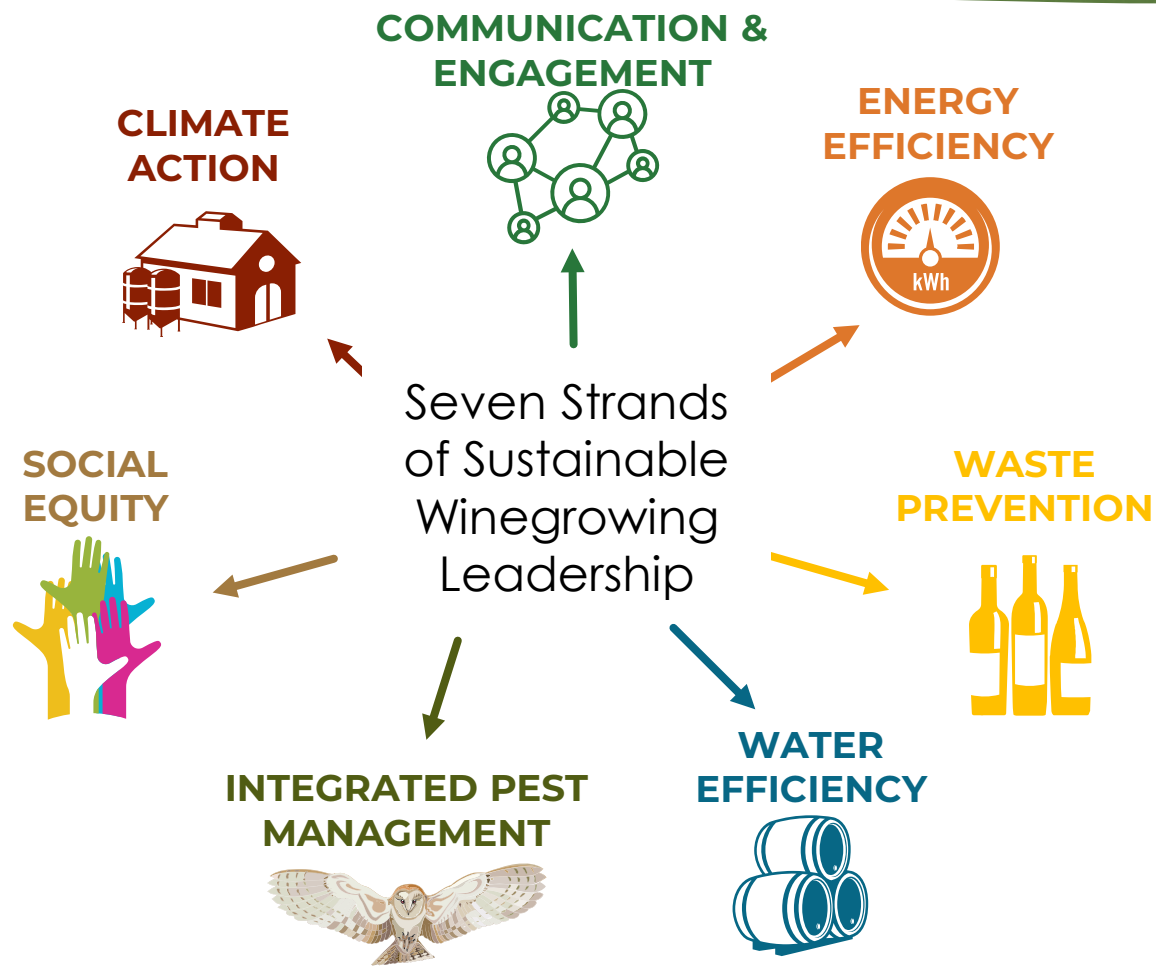 COMMUNICATION &
ENGAGEMENT
ENERGY
EFFICIENCY
CLIMATE
ACTION
kWh
Seven Strands
of Sustainable
Winegrowing
Leadership
SOCIAL
EQUITY
WASTE
PREVENTION
WATER
EFFICIENCY
INTEGRATED PEST
MANAGEMENT